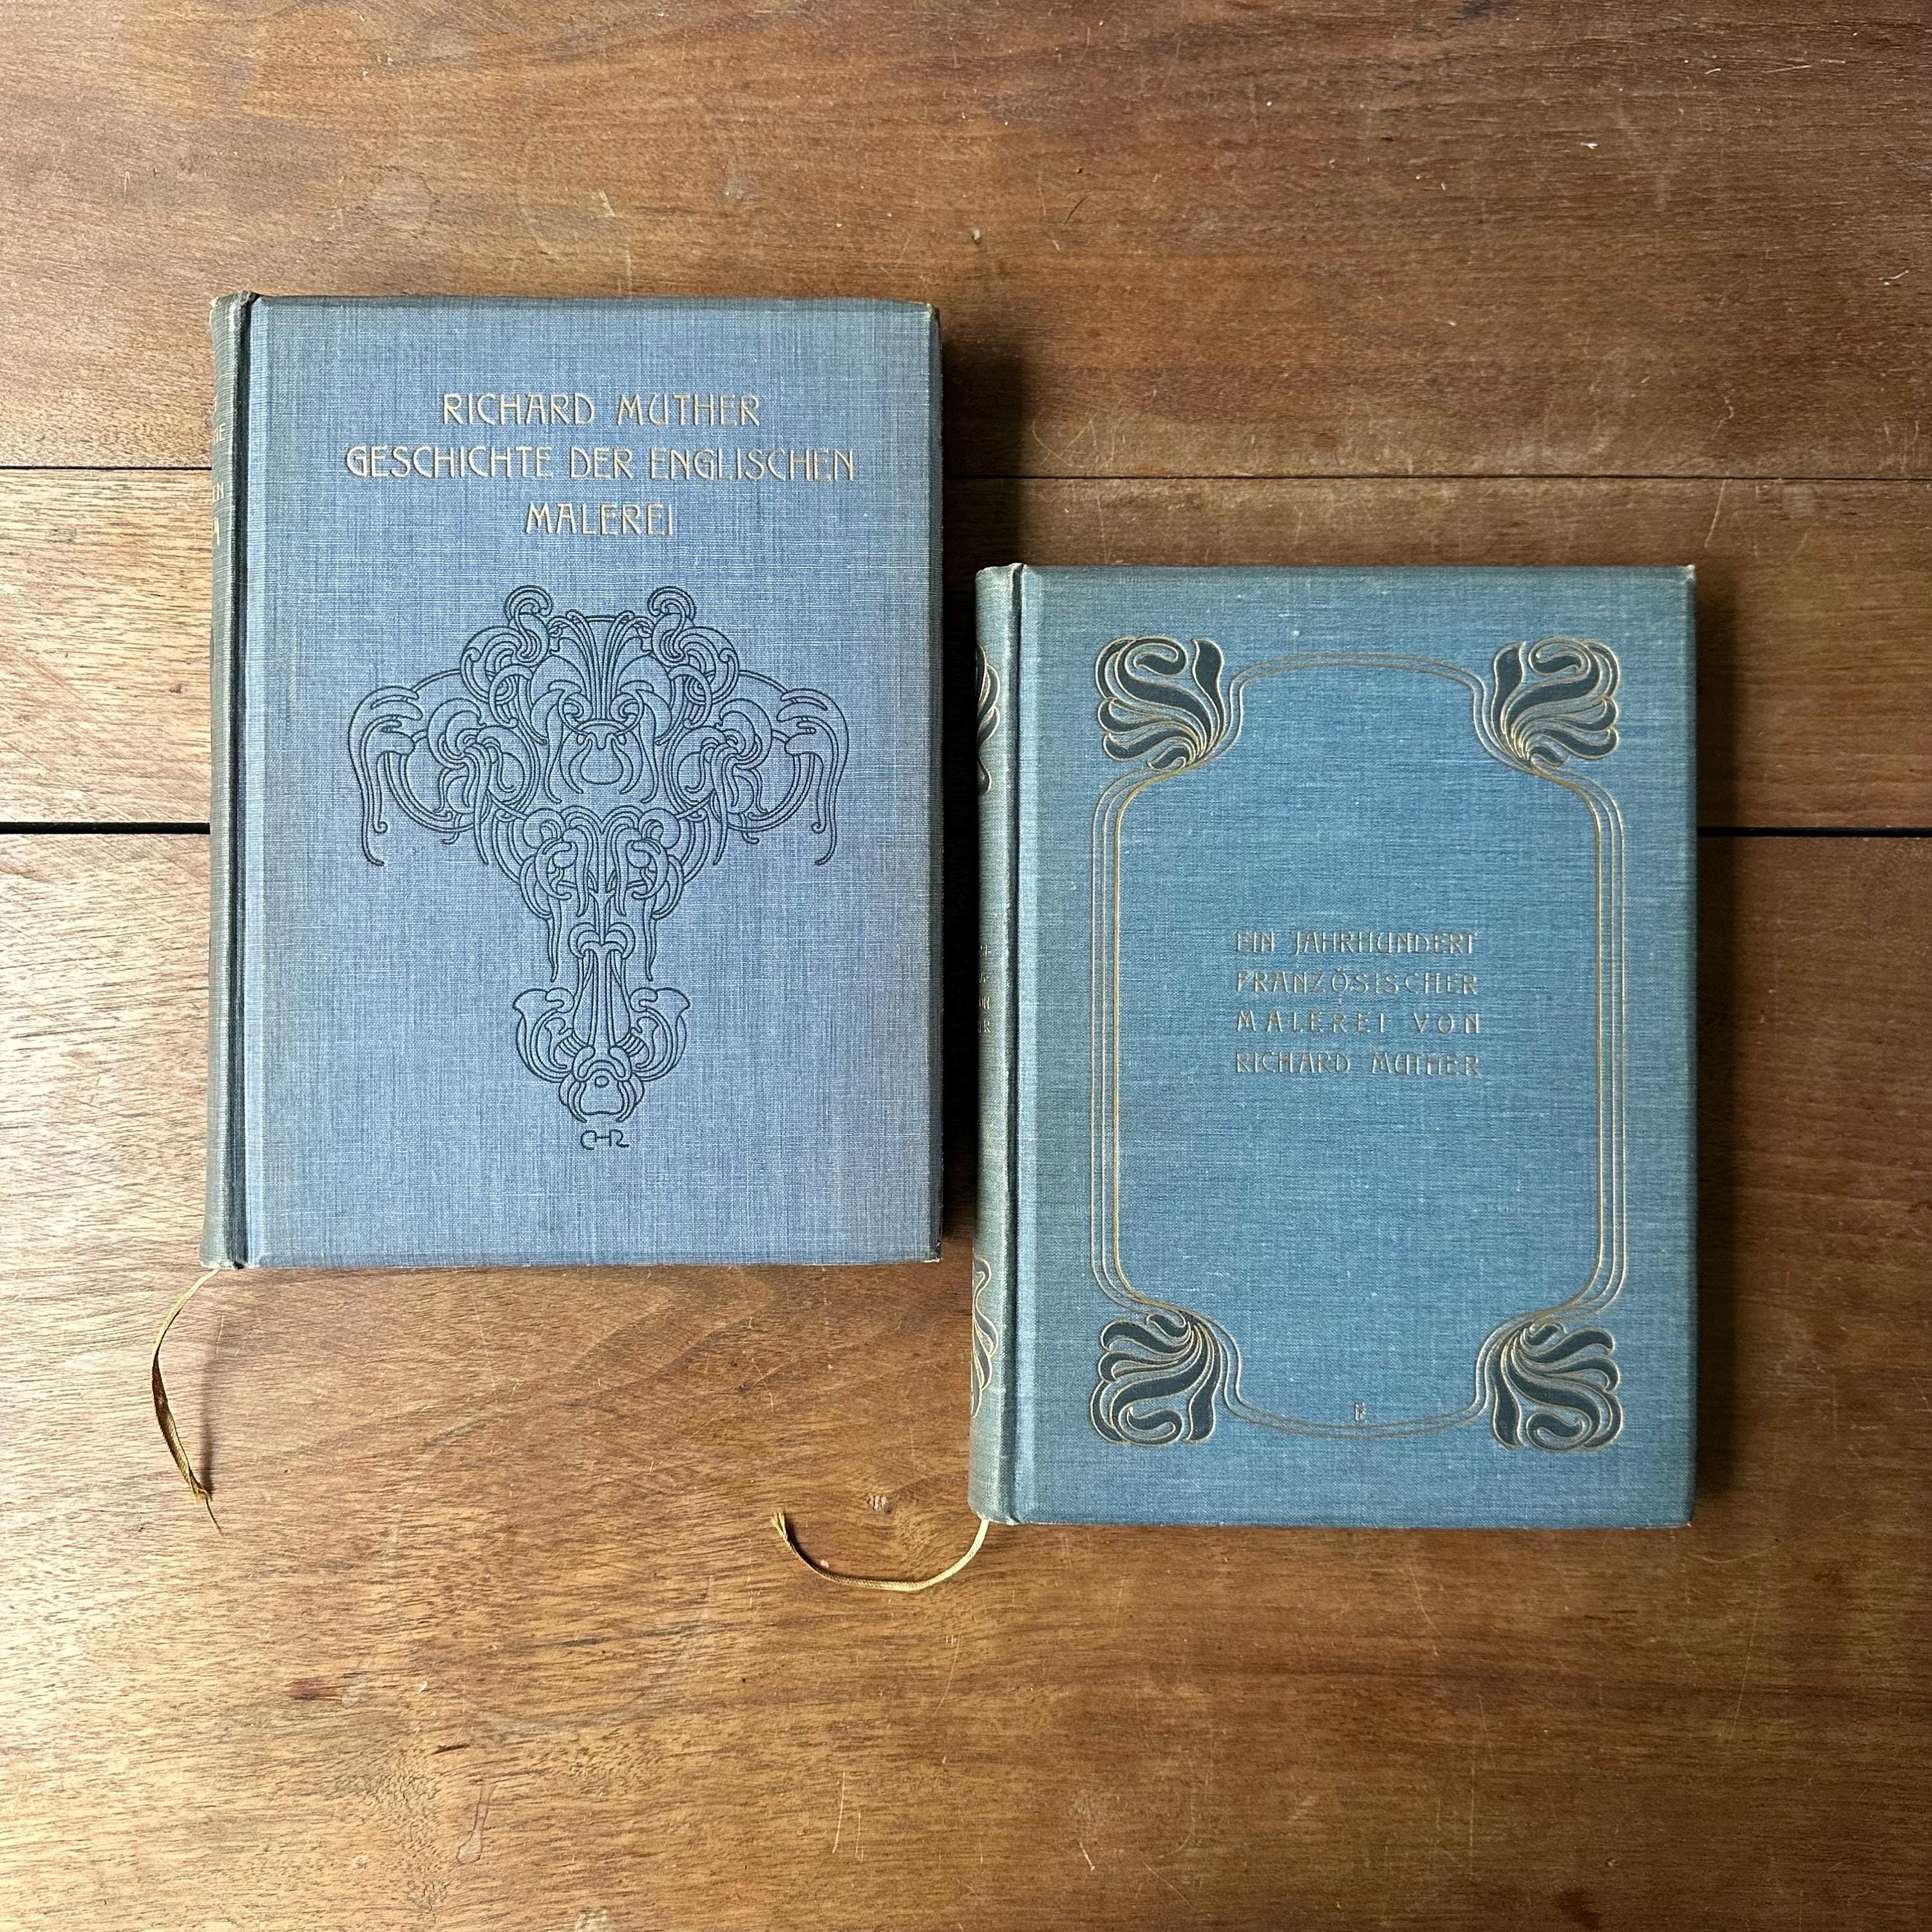 RICHARD MUTHER
GESCHICHTE DER ENGLISCHEN
MALEREI
EIN JAHRHUNDERT
FRANZÖSISCHER
MALEREI VON
RICHARD MUTHER